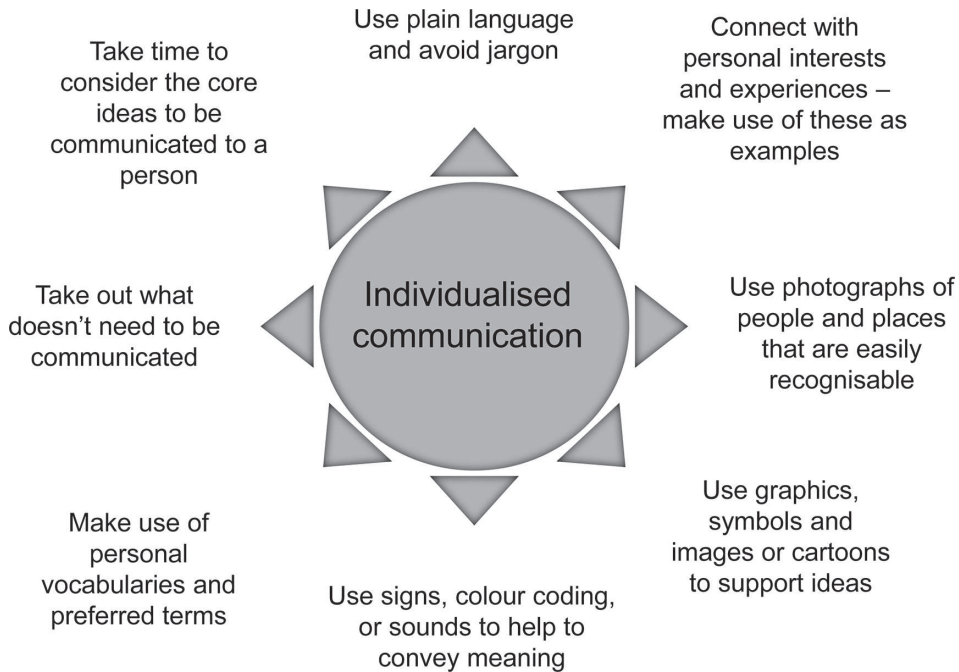 Use plain language
and avoid jargon
Connect with
personal interests
and experiences –
make use of these as
examples
Use photographs of
people and places
that are easily
recognisable
Use graphics,
symbols and
images or cartoons
to support ideas
Use signs, colour coding,
or sounds to help to
convey meaning
Make use of
personal
vocabularies and
preferred terms
Take out what
doesn’t need to be
communicated
Take time to
consider the core
ideas to be
communicated to a
person
Individualised
communication